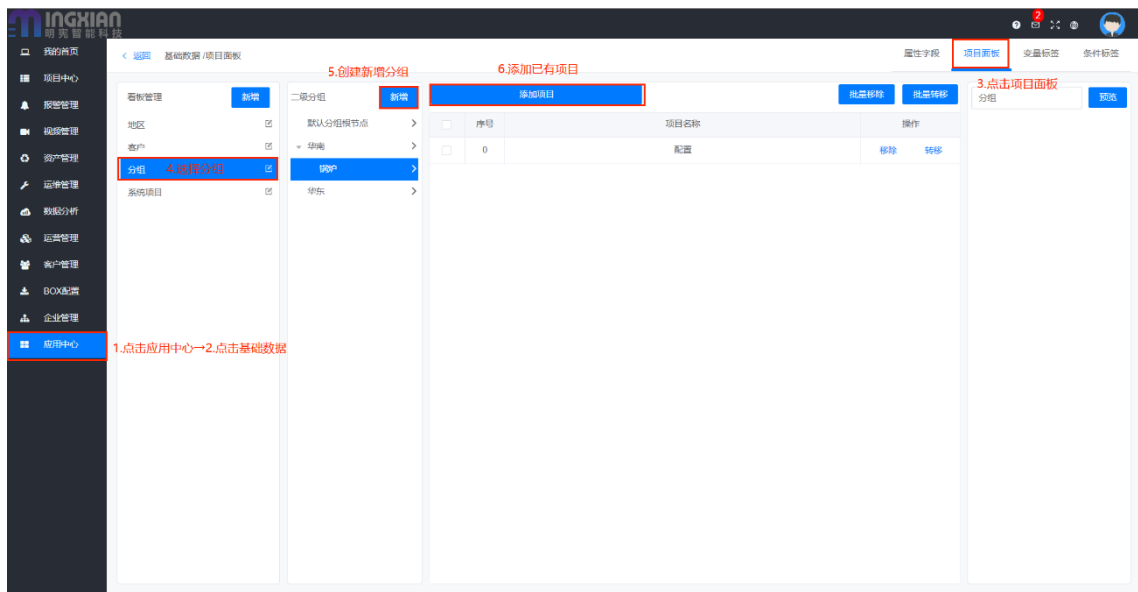 MINGXIAN
明宪智能科技
2
我的首页
项目中心
报警管理
视频管理
资产管理
运维管理
数据分析
运营管理
客户管理
BOX配置
企业管理
应用中心
1.点击应用中心→2.点击基础数据
< 返回 基础数据 /项目面板
属性字段 项目面板 变量标签 条件标签
3.点击项目面板
看板管理 新增
地区
客户
分组 4.选择分组
系统项目
5.创建新增分组
二级分组 新增
默认分组根节点
华南
锅炉
华东
6.添加已有项目
添加项目 批量移除 批量转移
序号 项目名称 操作
0 配置 移除 转移
分组 预览